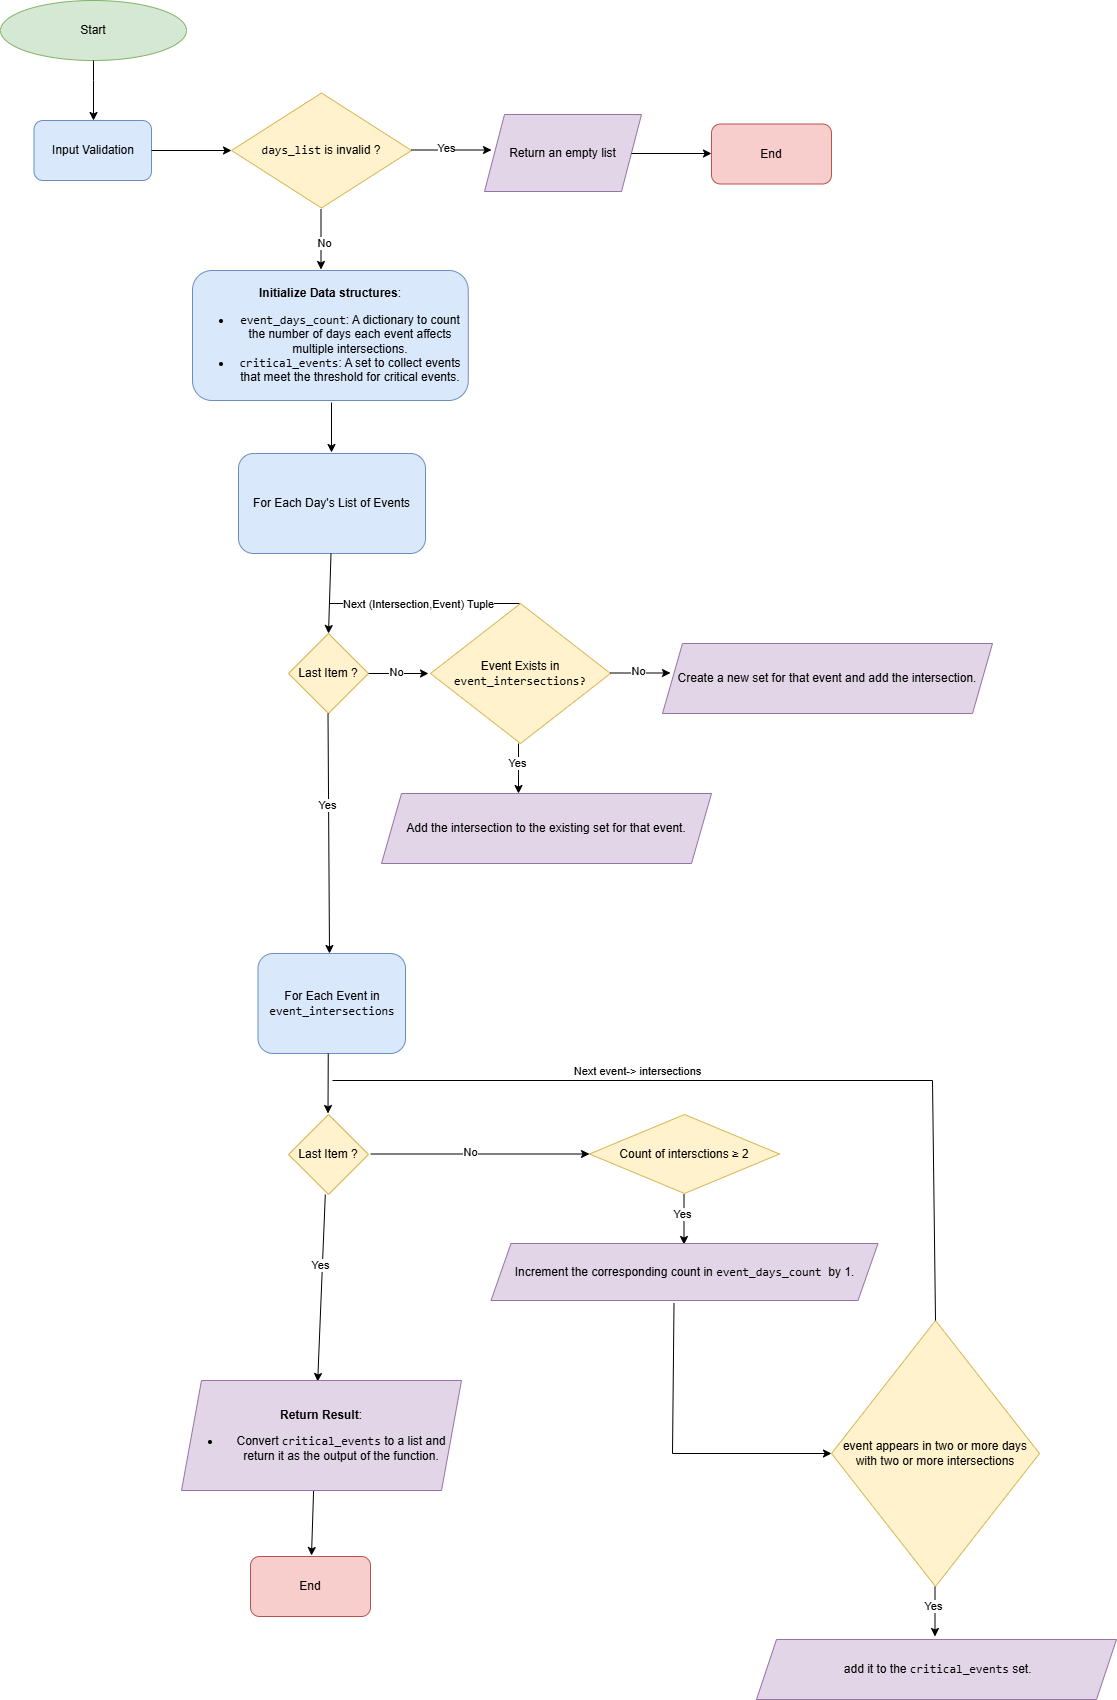 Start
Input Validation
days_list is invalid ?
Yes
Return an empty list
End
No
Initialize Data structures:
event_days_count: A dictionary to count
the number of days each event affects
multiple intersections.
critical_events: A set to collect events
that meet the threshold for critical events.
For Each Day's List of Events
Next (Intersection,Event) Tuple
Last Item ?
No
Event Exists in
event_intersections?
No
Create a new set for that event and add the intersection.
Yes
Add the intersection to the existing set for that event.
Yes
For Each Event in
event_intersections
Next event-> intersections
Last Item ?
No
Count of intersctions ≥ 2
Yes
Increment the corresponding count in event_days_count by 1.
Yes
Return Result:
Convert critical_events to a list and
return it as the output of the function.
event appears in two or more days
with two or more intersections
End
Yes
add it to the critical_events set.